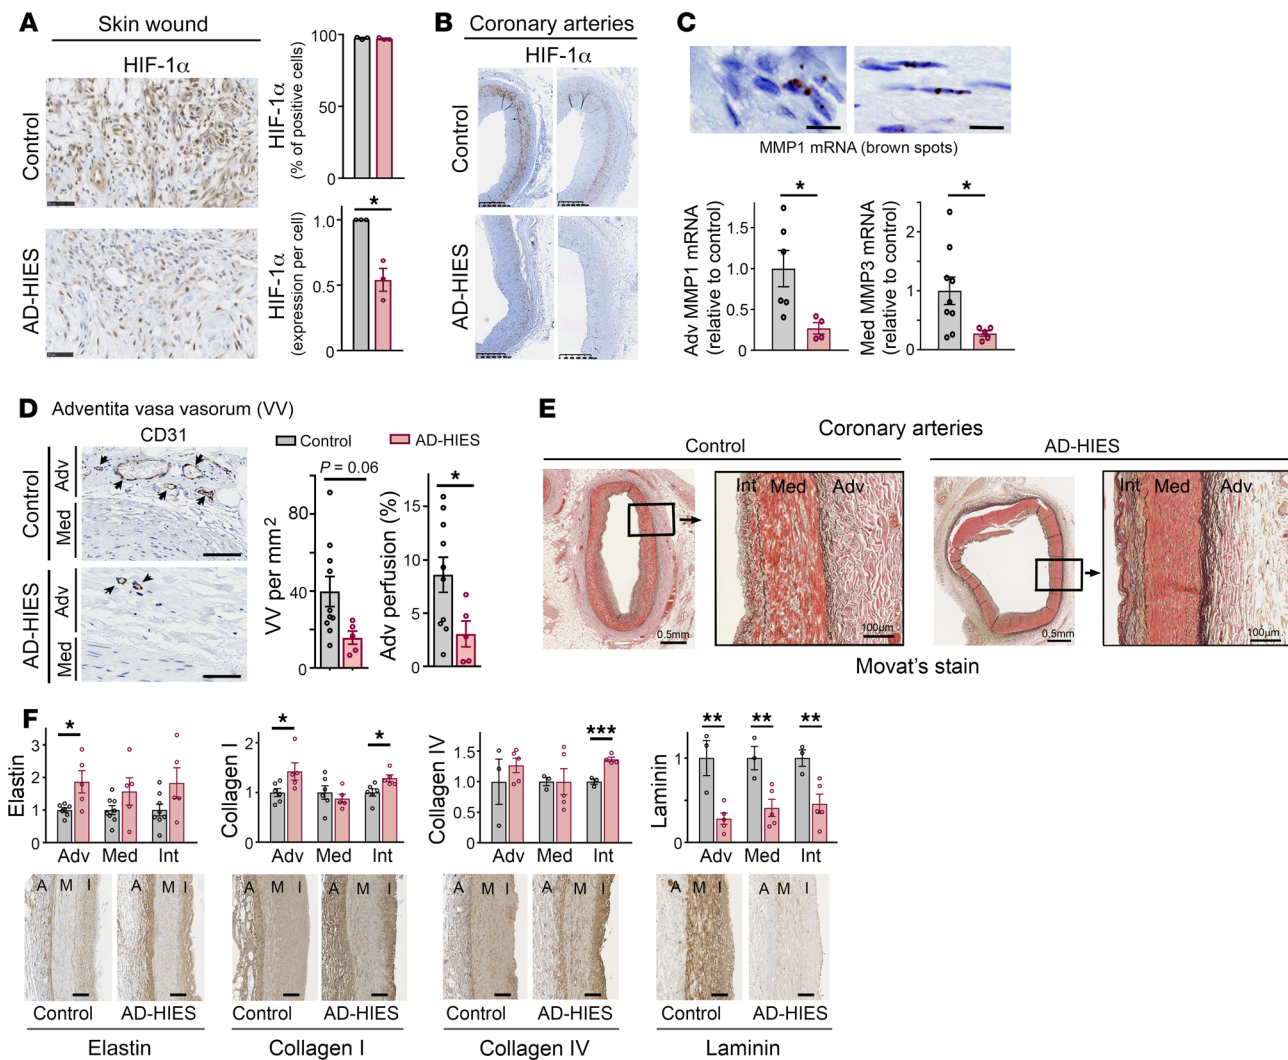 A
Skin wound
HIF-1α
Control
AD-HIES
HIF-1α
(% of positive cells)
100
50
0
*
HIF-1α
(expression per cell)
1.0
0.5
0
B
Coronary arteries
HIF-1α
Control
AD-HIES
C
MMP1 mRNA (brown spots)
*
Adv MMP1 mRNA
(relative to control)
1.5
1.0
0.5
0
*
Med MMP3 mRNA
(relative to control)
2
1
0
D
Adventita vasa vasorum (VV)
CD31
Control
Adv
Med
AD-HIES
Adv
Med
Control
AD-HIES
P = 0.06
VV per mm2
80
40
0
*
Adv perfusion (%)
15
10
5
0
E
Coronary arteries
Control
AD-HIES
0.5mm
Int Med Adv
100µm
0.5mm
Int Med Adv
100µm
Movat's stain
F
*
Elastin
3
2
1
0
Adv Med Int
* *
Collagen I
2
1
0
Adv Med Int
***
Collagen IV
1.5
1.0
0.5
0
Adv Med Int
** ** **
Laminin
1
0
Adv Med Int
A M I
A M I
A M I
A M I
A M I
A M I
A M I
A M I
Control AD-HIES
Control AD-HIES
Control AD-HIES
Control AD-HIES
Elastin
Collagen I
Collagen IV
Laminin